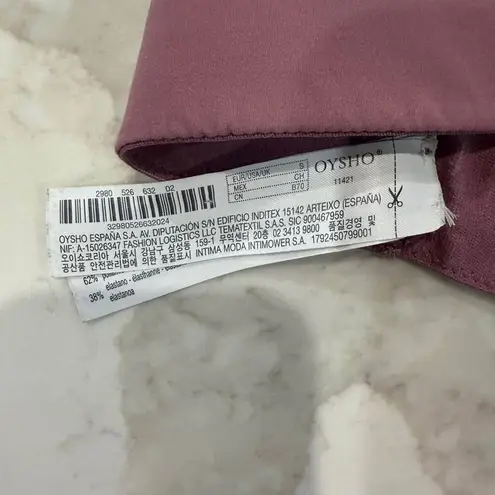 2980 526 632 02
32980526632024
EUR/USA/UK S
MEX CH
CN B70
OYSHO®
11421
OYSHO ESPAÑA S.A. AV. DIPUTACIÓN S/N EDIFICIO INDITEX 15142 ARTEIXO (ESPAÑA)
NIF: A-15026347 FASHION LOGISTICS LLC TEMATEXTIL S.A.S. SIC 900467959
오이쇼코리아 서울시 강남구 삼성동 159-1 무역센터 20층 02 3413 9800 품질경영 및
공산품 안전관리법에 의한 품질표시 INTIMA MODA INTIMOWER S.A. 1792450799001
62%
elastano - elasthanne -
38% elastanoa